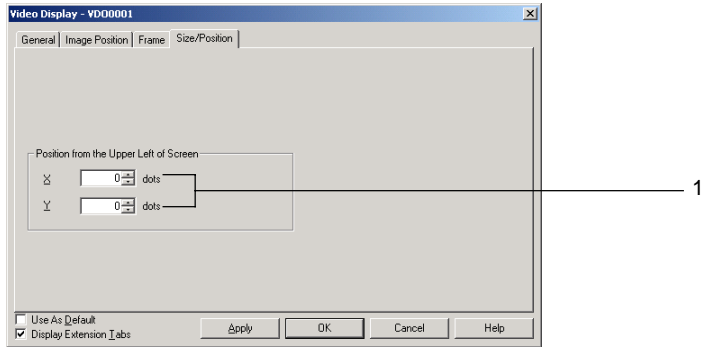 Video Display - VDO0001
General Image Position Frame Size/Position
Position from the Upper Left of Screen
X 0 dots
Y 0 dots
1
Use As Default
Display Extension Tabs
Apply OK Cancel Help